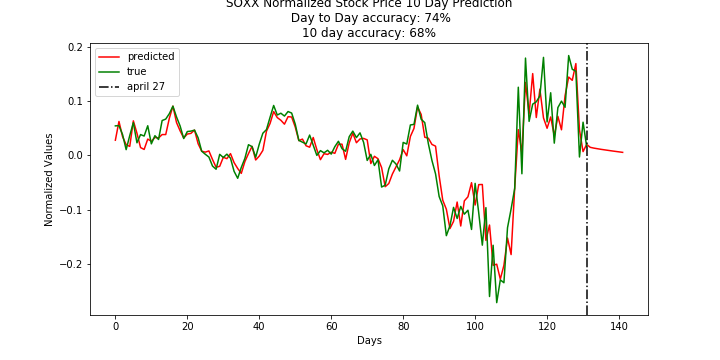 SOXX Normalized Stock Price 10 Day Prediction
Day to Day accuracy: 74%
10 day accuracy: 68%
predicted
true
april 27
Normalized Values
0.2
0.1
0.0
−0.1
−0.2
0
20
40
60
80
100
120
140
Days